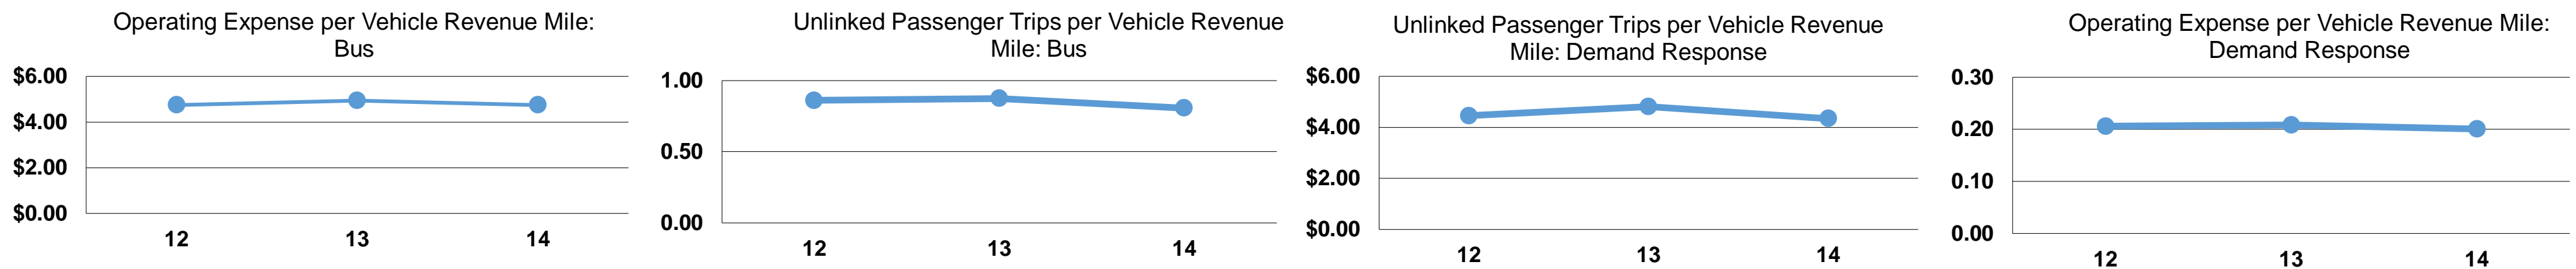 Operating Expense per Vehicle Revenue Mile:
Bus
$6.00
$4.00
$2.00
$0.00
12 13 14
Unlinked Passenger Trips per Vehicle Revenue
Mile: Bus
1.00
0.50
0.00
12 13 14
Unlinked Passenger Trips per Vehicle Revenue
Mile: Demand Response
$6.00
$4.00
$2.00
$0.00
12 13 14
Operating Expense per Vehicle Revenue Mile:
Demand Response
0.30
0.20
0.10
0.00
12 13 14